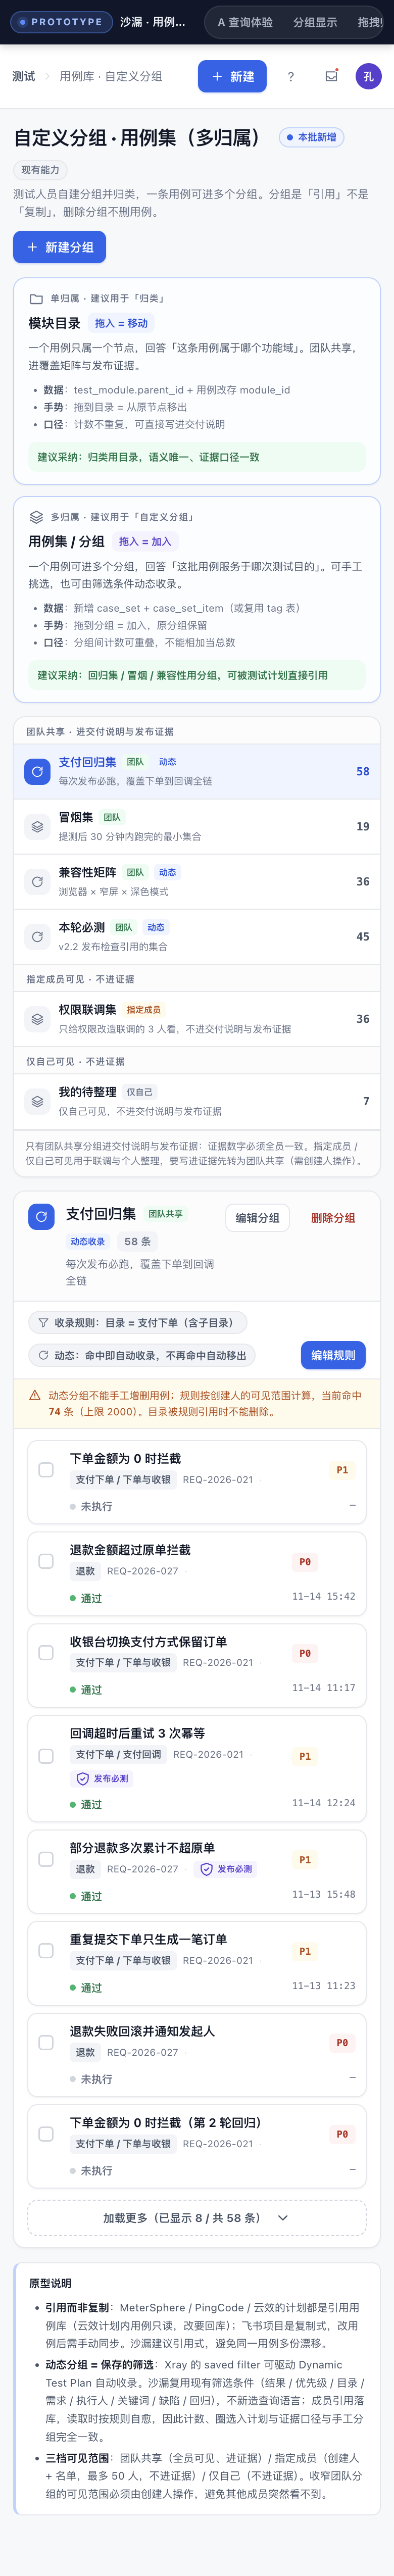 PROTOTYPE 沙漏 · 用例… A 查询体验 分组显示 拖拽
测试 用例库 · 自定义分组 + 新建 ? 孔
自定义分组 · 用例集（多归属） 本批新增
现有能力
测试人员自建分组并归类，一条用例可进多个分组。分组是「引用」不是
「复制」，删除分组不删用例。
+ 新建分组
单归属 · 建议用于「归类」
模块目录 拖入 = 移动
一个用例只属一个节点，回答「这条用例属于哪个功能域」。团队共享，
进覆盖矩阵与发布证据。
• 数据：test_module.parent_id + 用例改存 module_id
• 手势：拖到目录 = 从原节点移出
• 口径：计数不重复，可直接写进交付说明
建议采纳：归类用目录，语义唯一、证据口径一致
多归属 · 建议用于「自定义分组」
用例集 / 分组 拖入 = 加入
一个用例可进多个分组，回答「这批用例服务于哪次测试目的」。可手工
挑选，也可由筛选条件动态收录。
• 数据：新增 case_set + case_set_item（或复用 tag 表）
• 手势：拖到分组 = 加入，原分组保留
• 口径：分组间计数可重叠，不能相加当总数
建议采纳：回归集 / 冒烟 / 兼容性用分组，可被测试计划直接引用
团队共享 · 进交付说明与发布证据
支付回归集 团队 动态
每次发布必跑，覆盖下单到回调全链
58
冒烟集 团队
提测后 30 分钟内跑完的最小集合
19
兼容性矩阵 团队 动态
浏览器 × 窄屏 × 深色模式
36
本轮必测 团队 动态
v2.2 发布检查引用的集合
45
指定成员可见 · 不进证据
权限联调集 指定成员
只给权限改造联调的 3 人看，不进交付说明与发布证据
36
仅自己可见 · 不进证据
我的待整理 仅自己
仅自己可见，不进交付说明与发布证据
7
只有团队共享分组进交付说明与发布证据：证据数字必须全员一致。指定成员 /
仅自己可见用于联调与个人整理，要写进证据先转为团队共享（需创建人操作）。
支付回归集 团队共享 编辑分组 删除分组
动态收录 58 条
每次发布必跑，覆盖下单到回调
全链
收录规则：目录 = 支付下单（含子目录）
动态：命中即自动收录，不再命中自动移出 编辑规则
动态分组不能手工增删用例；规则按创建人的可见范围计算，当前命中
74 条（上限 2000）。目录被规则引用时不能删除。
下单金额为 0 时拦截
支付下单 / 下单与收银 REQ-2026-021 ·
P1
未执行 —
退款金额超过原单拦截
退款 REQ-2026-027 ·
P0
通过 11-14 15:42
收银台切换支付方式保留订单
支付下单 / 下单与收银 REQ-2026-021 ·
P0
通过 11-14 11:17
回调超时后重试 3 次幂等
支付下单 / 支付回调 REQ-2026-021 ·
发布必测
P1
通过 11-14 12:24
部分退款多次累计不超原单
退款 REQ-2026-027 · 发布必测
P1
通过 11-13 15:48
重复提交下单只生成一笔订单
支付下单 / 下单与收银 REQ-2026-021 ·
P1
通过 11-13 11:23
退款失败回滚并通知发起人
退款 REQ-2026-027 ·
P0
未执行 —
下单金额为 0 时拦截（第 2 轮回归）
支付下单 / 下单与收银 REQ-2026-021 ·
P0
未执行 —
加载更多（已显示 8 / 共 58 条）
原型说明
• 引用而非复制：MeterSphere / PingCode / 云效的计划都是引用用
例库（云效计划内用例只读，改要回库）；飞书项目是复制式，改用
例后需手动同步。沙漏建议引用式，避免同一用例多份漂移。
• 动态分组 = 保存的筛选：Xray 的 saved filter 可驱动 Dynamic
Test Plan 自动收录。沙漏复用现有筛选条件（结果 / 优先级 / 目录 /
需求 / 执行人 / 关键词 / 缺陷 / 回归），不新造查询语言；成员引用落
库，读取时按规则自愈，因此计数、圈选入计划与证据口径与手工分
组完全一致。
• 三档可见范围：团队共享（全员可见、进证据）/ 指定成员（创建人
+ 名单，最多 50 人，不进证据）/ 仅自己（不进证据）。收窄团队分
组的可见范围必须由创建人操作，避免其他成员突然看不到。